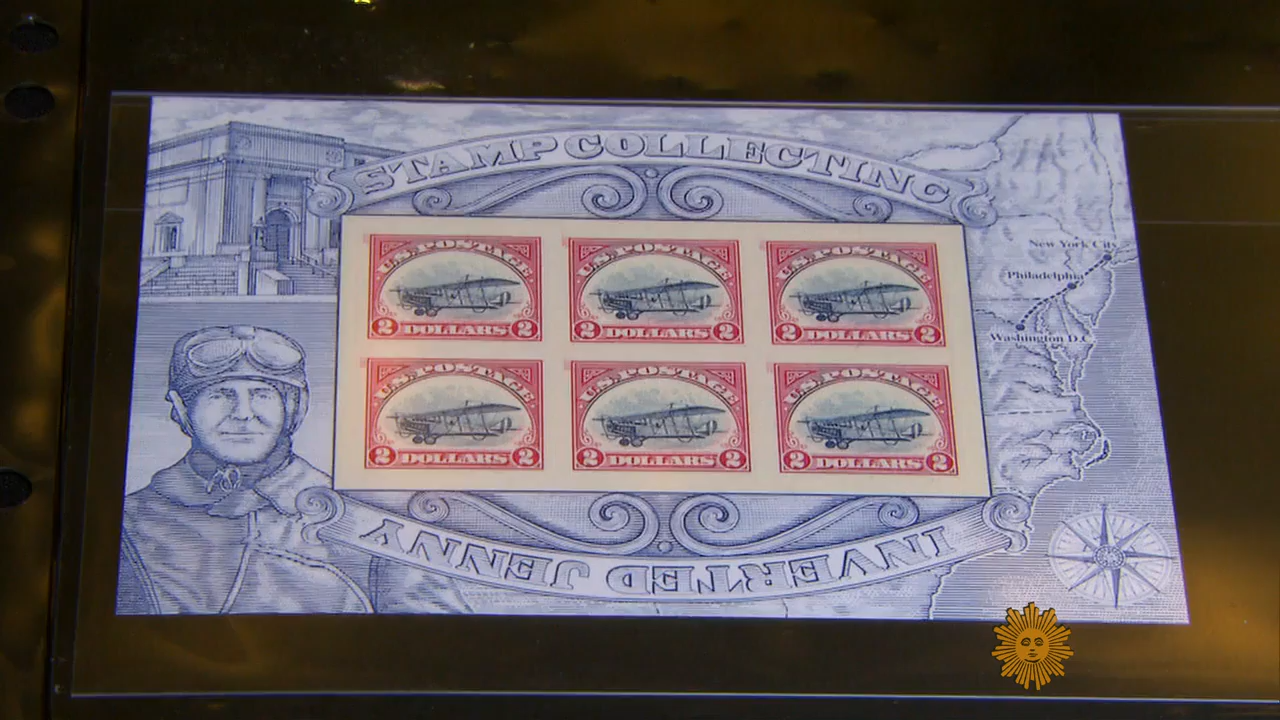 STAMP COLLECTING
New York City
Philadelphia
Washington D.C.
U.S. POSTAGE
2 DOLLARS 2
U.S. POSTAGE
2 DOLLARS 2
U.S. POSTAGE
2 DOLLARS 2
U.S. POSTAGE
2 DOLLARS 2
U.S. POSTAGE
2 DOLLARS 2
U.S. POSTAGE
2 DOLLARS 2
INVERTED JENNY